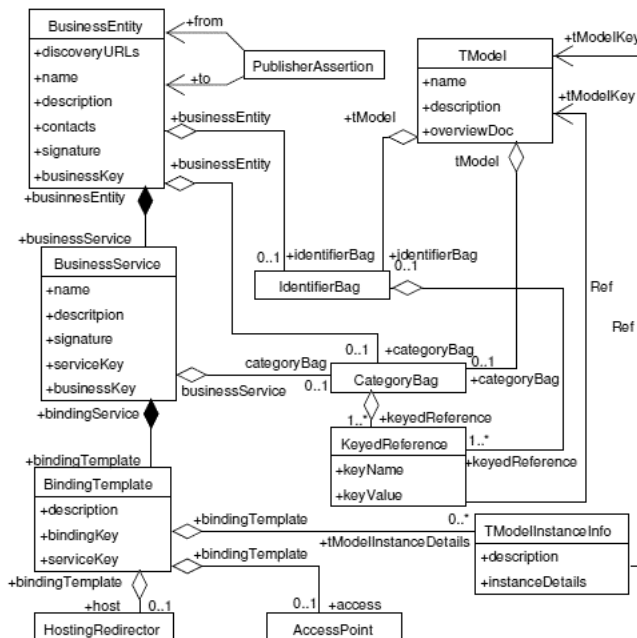 BusinessEntity
+discoveryURLs
+name
+description
+contacts
+signature
+businessKey
+from
+to
PublisherAssertion
TModel
+name
+description
+overviewDoc
+tModelKey
+tModelKey
+businessEntity
+businessEntity
+tModel
tModel
+businnesEntity
+businessService
BusinessService
+name
+descritpion
+signature
+serviceKey
+businessKey
0..1
+identifierBag
+identifierBag
0..1
IdentifierBag
Ref
Ref
0..1
+categoryBag
0..1
+categoryBag
categoryBag
businessService
0..1
CategoryBag
1..*
+keyedReference
KeyedReference
+keyName
+keyValue
1..*
+keyedReference
+bindingService
+bindingTemplate
BindingTemplate
+description
+bindingKey
+serviceKey
+bindingTemplate
0..*
+tModelInstanceDetails
TModelInstanceInfo
+description
+instanceDetails
+bindingTemplate
+bindingTemplate
+host
0..1
HostingRedirector
0..1
+access
AccessPoint